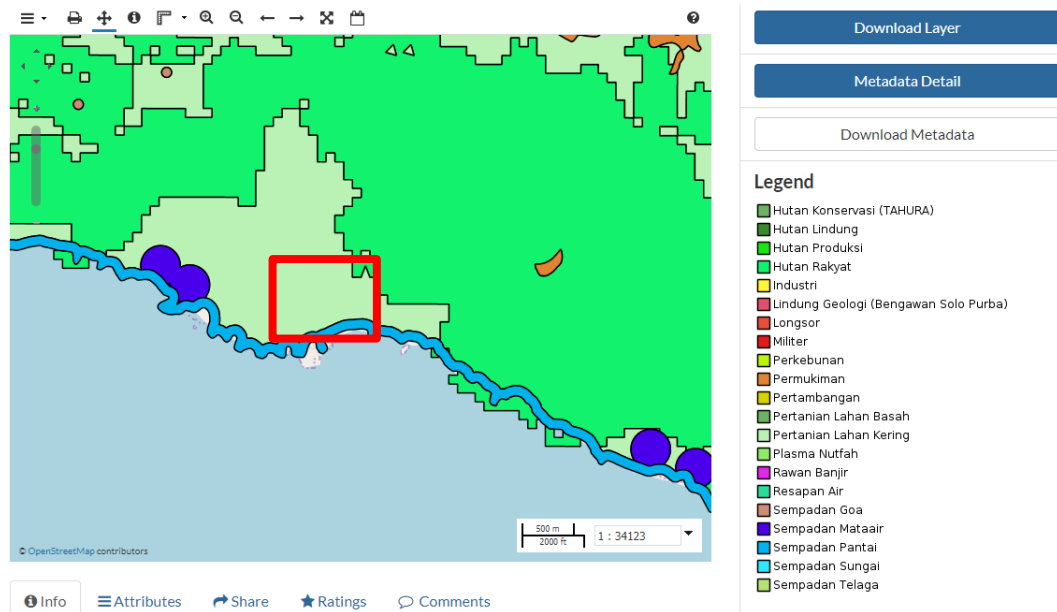 Download Layer
Metadata Detail
Download Metadata
Legend
Hutan Konservasi (TAHURA)
Hutan Lindung
Hutan Produksi
Hutan Rakyat
Industri
Lindung Geologi (Bengawan Solo Purba)
Longsor
Militer
Perkebunan
Permukiman
Pertambangan
Pertanian Lahan Basah
Pertanian Lahan Kering
Plasma Nutfah
Rawan Banjir
Resapan Air
Sempadan Goa
Sempadan Mataair
Sempadan Pantai
Sempadan Sungai
Sempadan Telaga
500 m
2000 ft
1 : 34123
© OpenStreetMap contributors
Info
Attributes
Share
Ratings
Comments